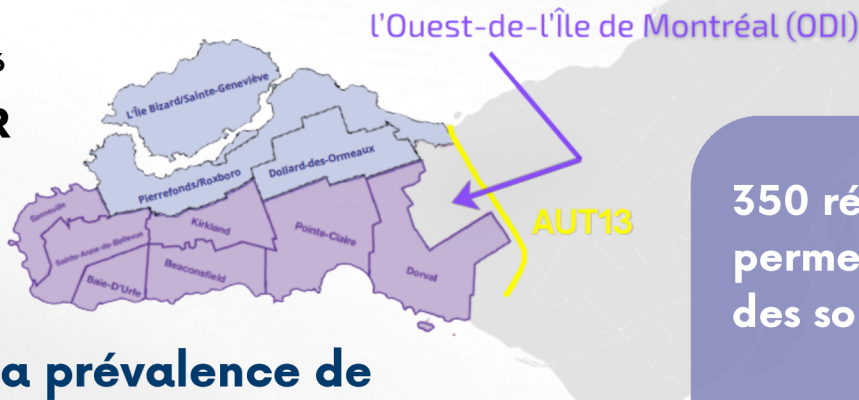 l'Ouest-de-l'Île de Montréal (ODI)
R
L'Île Bizard/Sainte-Geneviève
Pierrefonds/Roxboro
Dollard-des-Ormeaux
Senneville
Sainte-Anne-de-Bellevue
Kirkland
Pointe-Claire
Baie-D'Urfe
Beaconsfield
Dorval
AUT13
350 ré
perme
des so
a prévalence de